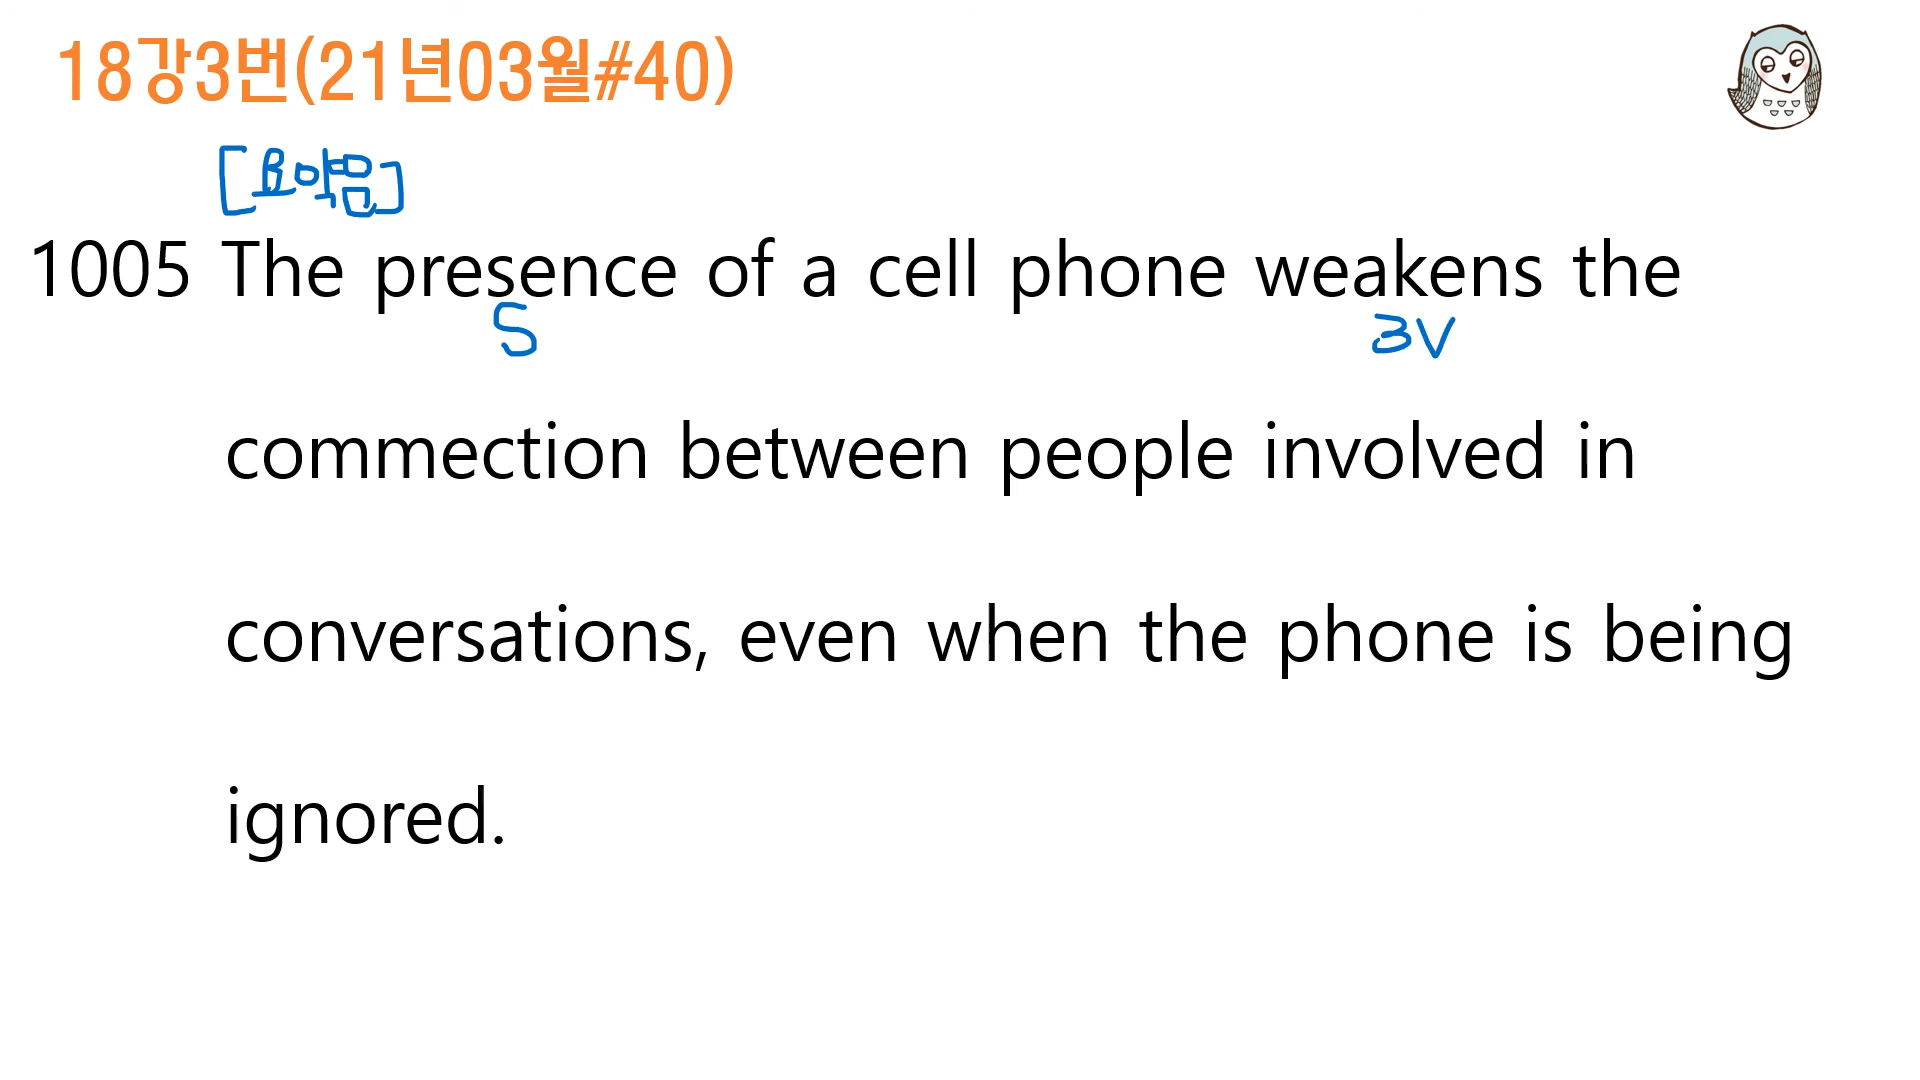 18강3번(21년03월#40)
[요약문]
1005 The presence of a cell phone weakens the
S 3V
commection between people involved in
conversations, even when the phone is being
ignored.